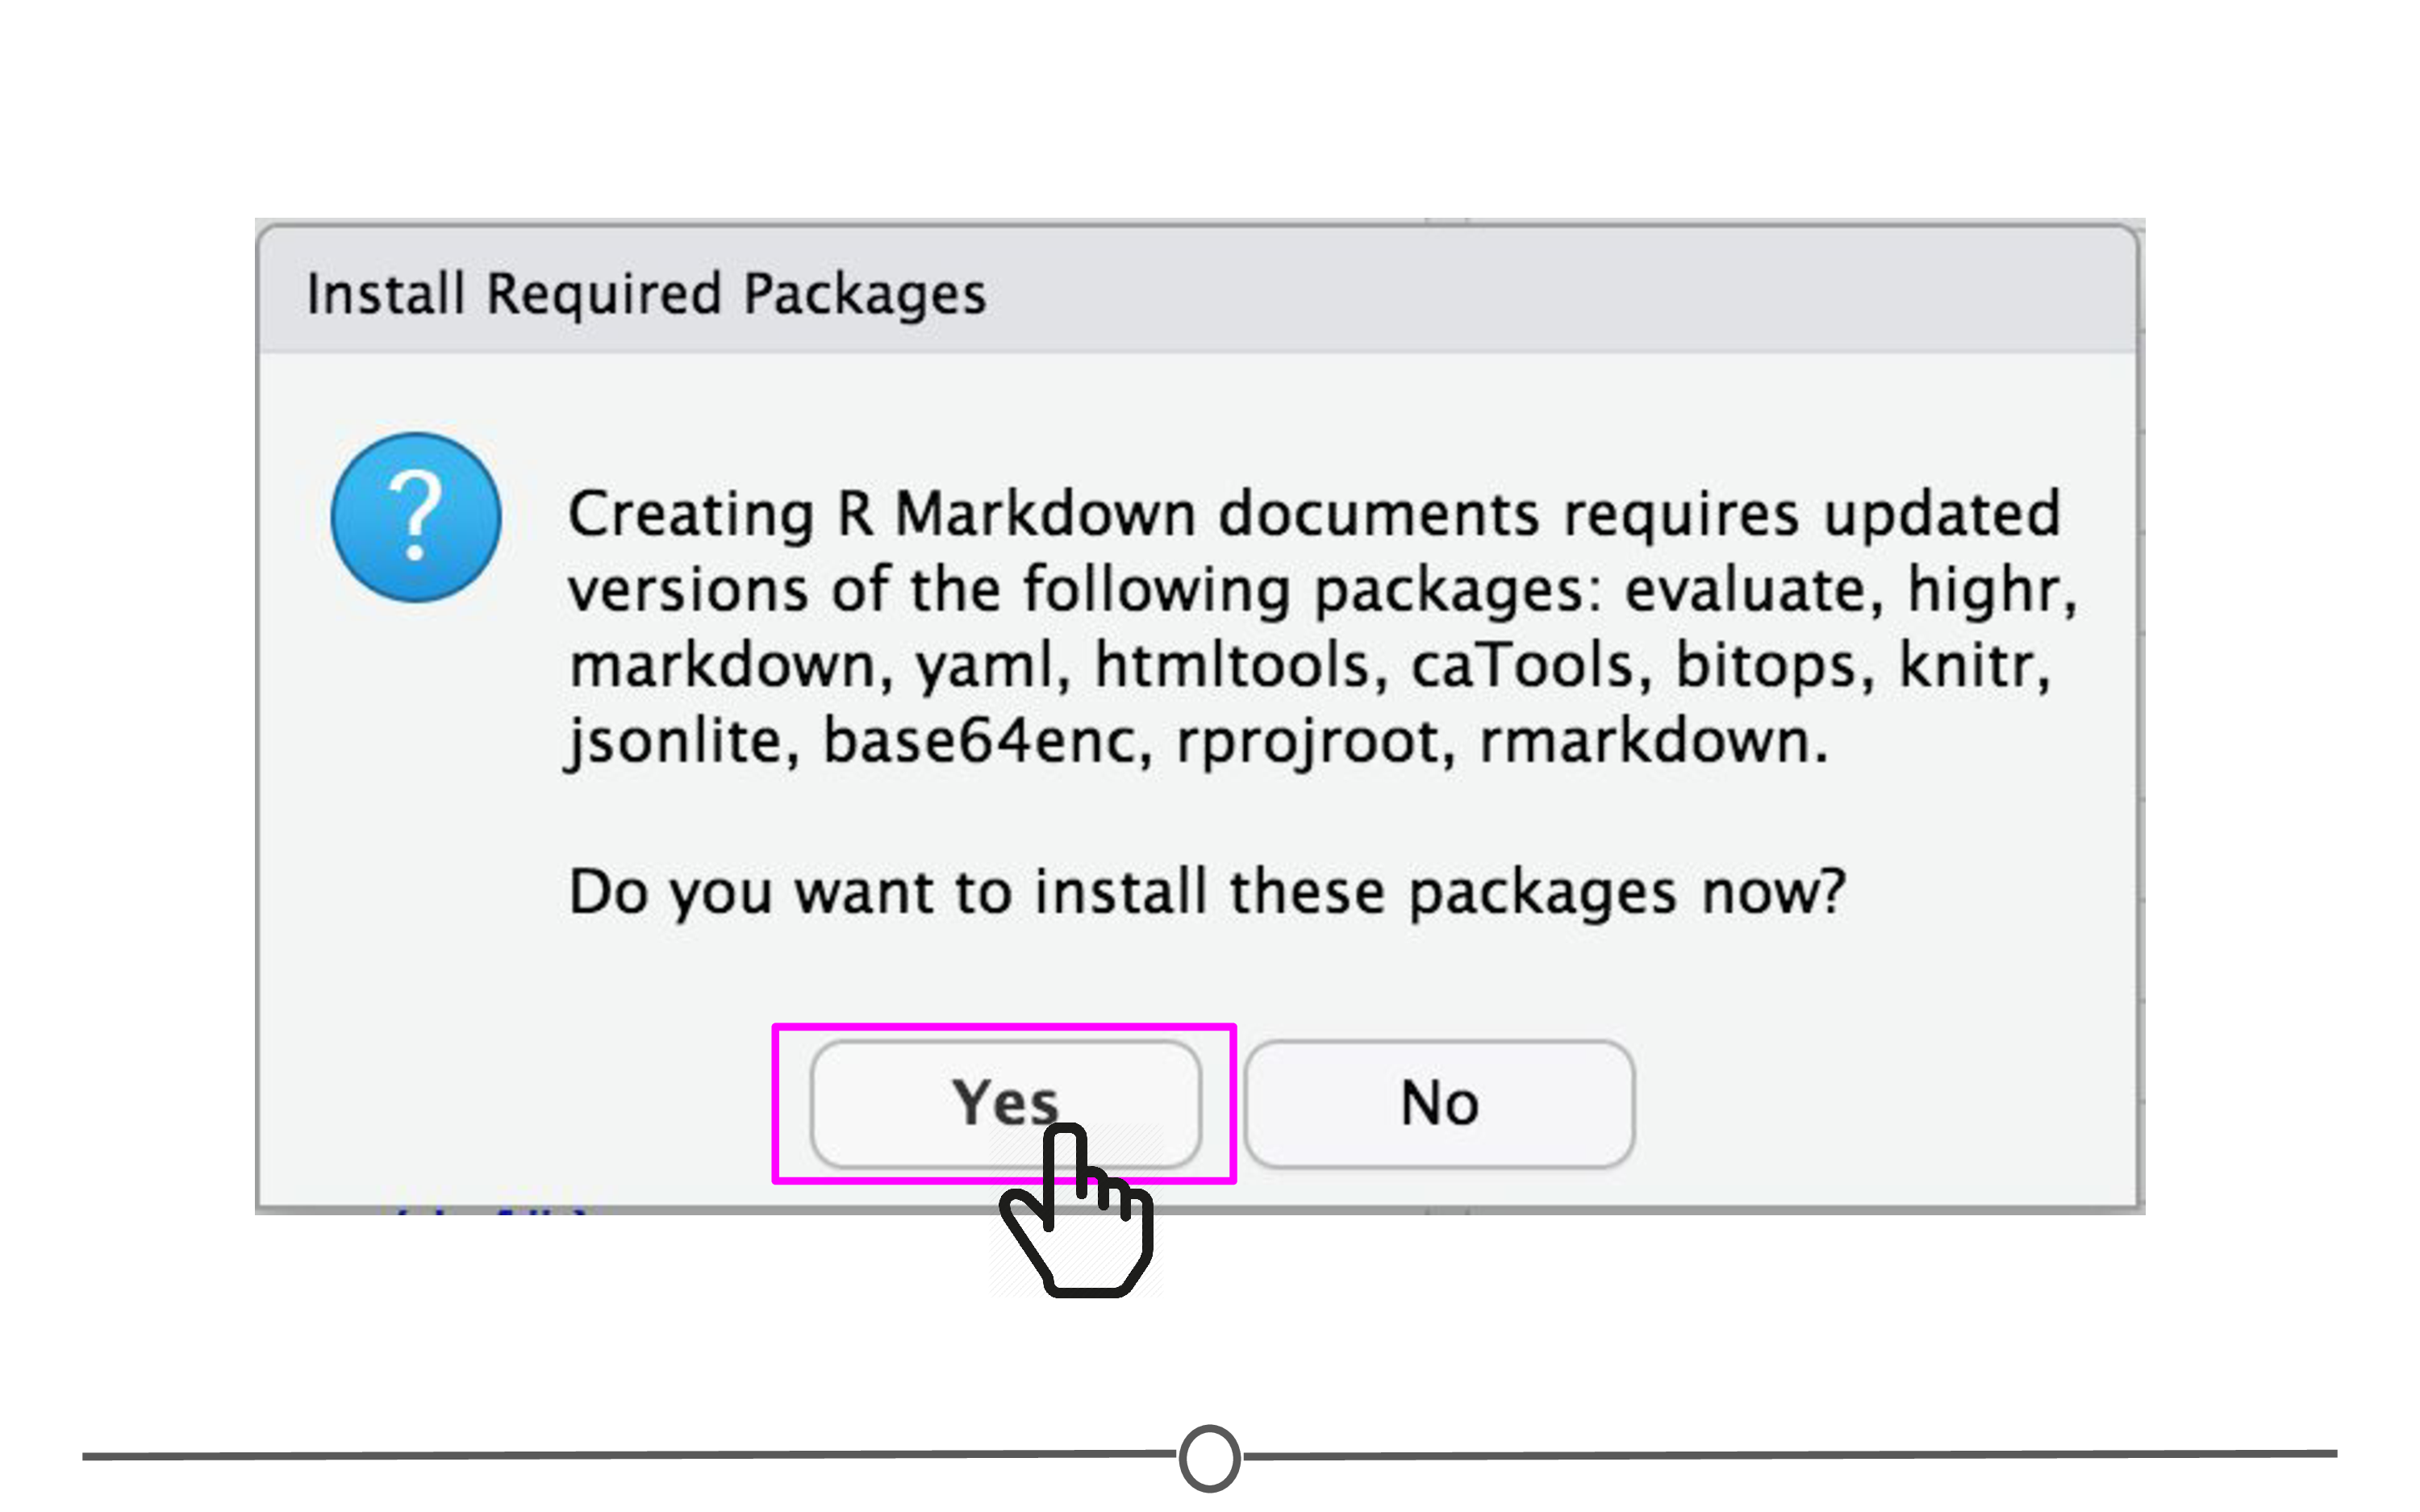 Install Required Packages
?
Creating R Markdown documents requires updated
versions of the following packages: evaluate, highr,
markdown, yaml, htmltools, caTools, bitops, knitr,
jsonlite, base64enc, rprojroot, rmarkdown.
Do you want to install these packages now?
Yes
No